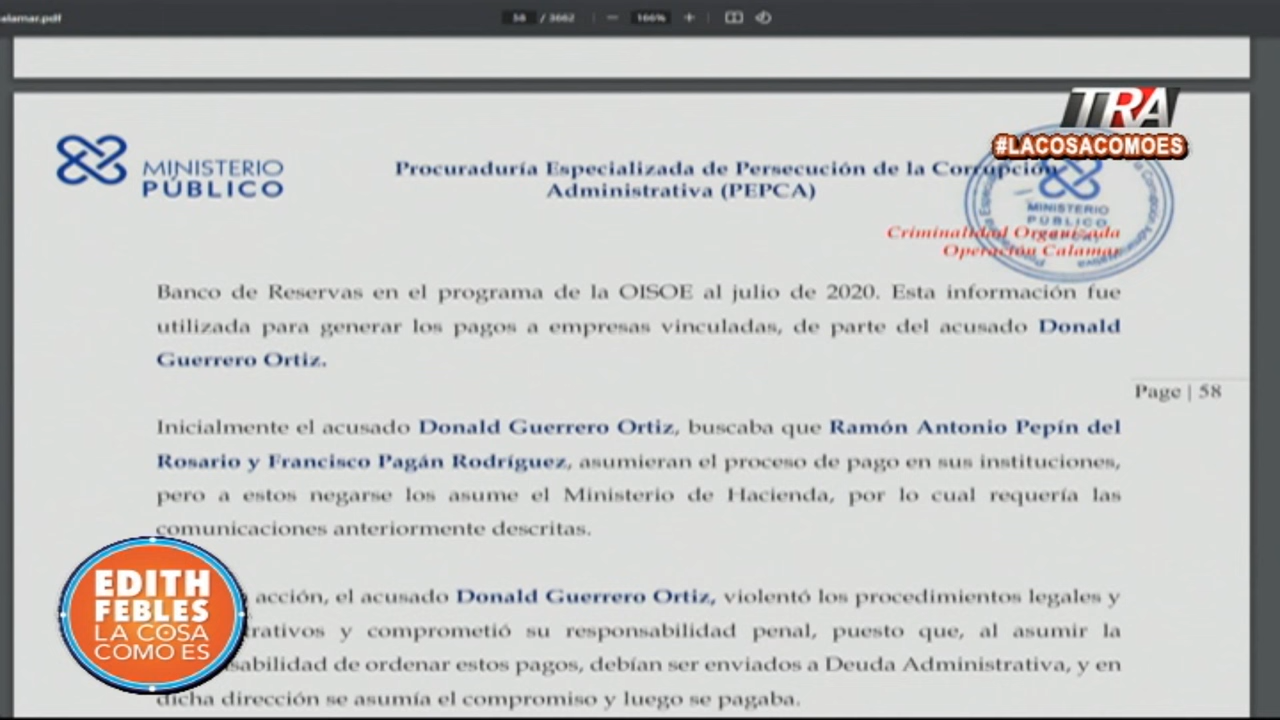 alamar.pdf
58 / 3662
166%
TRA
#LACOSACOMOES
MINISTERIO
PÚBLICO
Procuraduría Especializada de Persecución de la Corrupción
Administrativa (PEPCA)
MINISTERIO
PÚBLICO
Criminalidad Organizada
Operación Calamar
Banco de Reservas en el programa de la OISOE al julio de 2020. Esta información fue
utilizada para generar los pagos a empresas vinculadas, de parte del acusado Donald
Guerrero Ortiz.
Page | 58
Inicialmente el acusado Donald Guerrero Ortiz, buscaba que Ramón Antonio Pepín del
Rosario y Francisco Pagán Rodríguez, asumieran el proceso de pago en sus instituciones,
pero a estos negarse los asume el Ministerio de Hacienda, por lo cual requería las
comunicaciones anteriormente descritas.
acción, el acusado Donald Guerrero Ortiz, violentó los procedimientos legales y
rativos y comprometió su responsabilidad penal, puesto que, al asumir la
sabilidad de ordenar estos pagos, debían ser enviados a Deuda Administrativa, y en
dicha dirección se asumía el compromiso y luego se pagaba.
EDITH
FEBLES
LA COSA
COMO ES